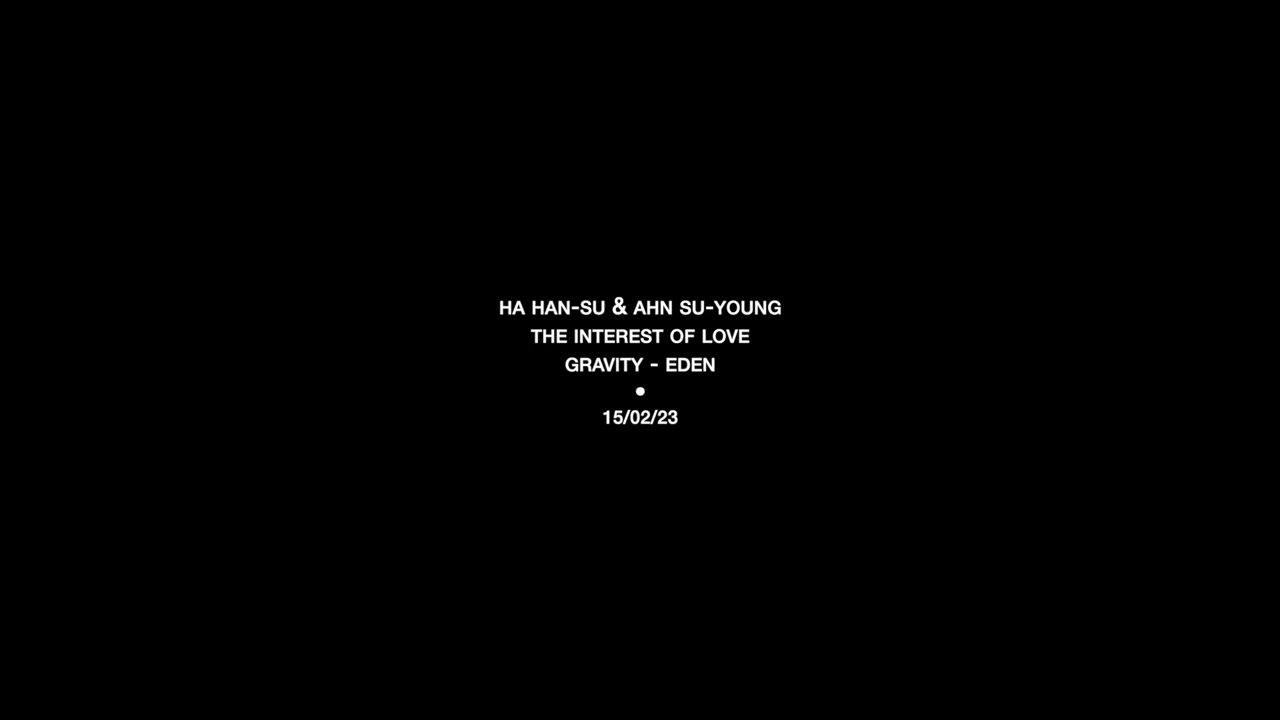 HA HAN-SU & AHN SU-YOUNG
THE INTEREST OF LOVE
GRAVITY - EDEN
•
15/02/23